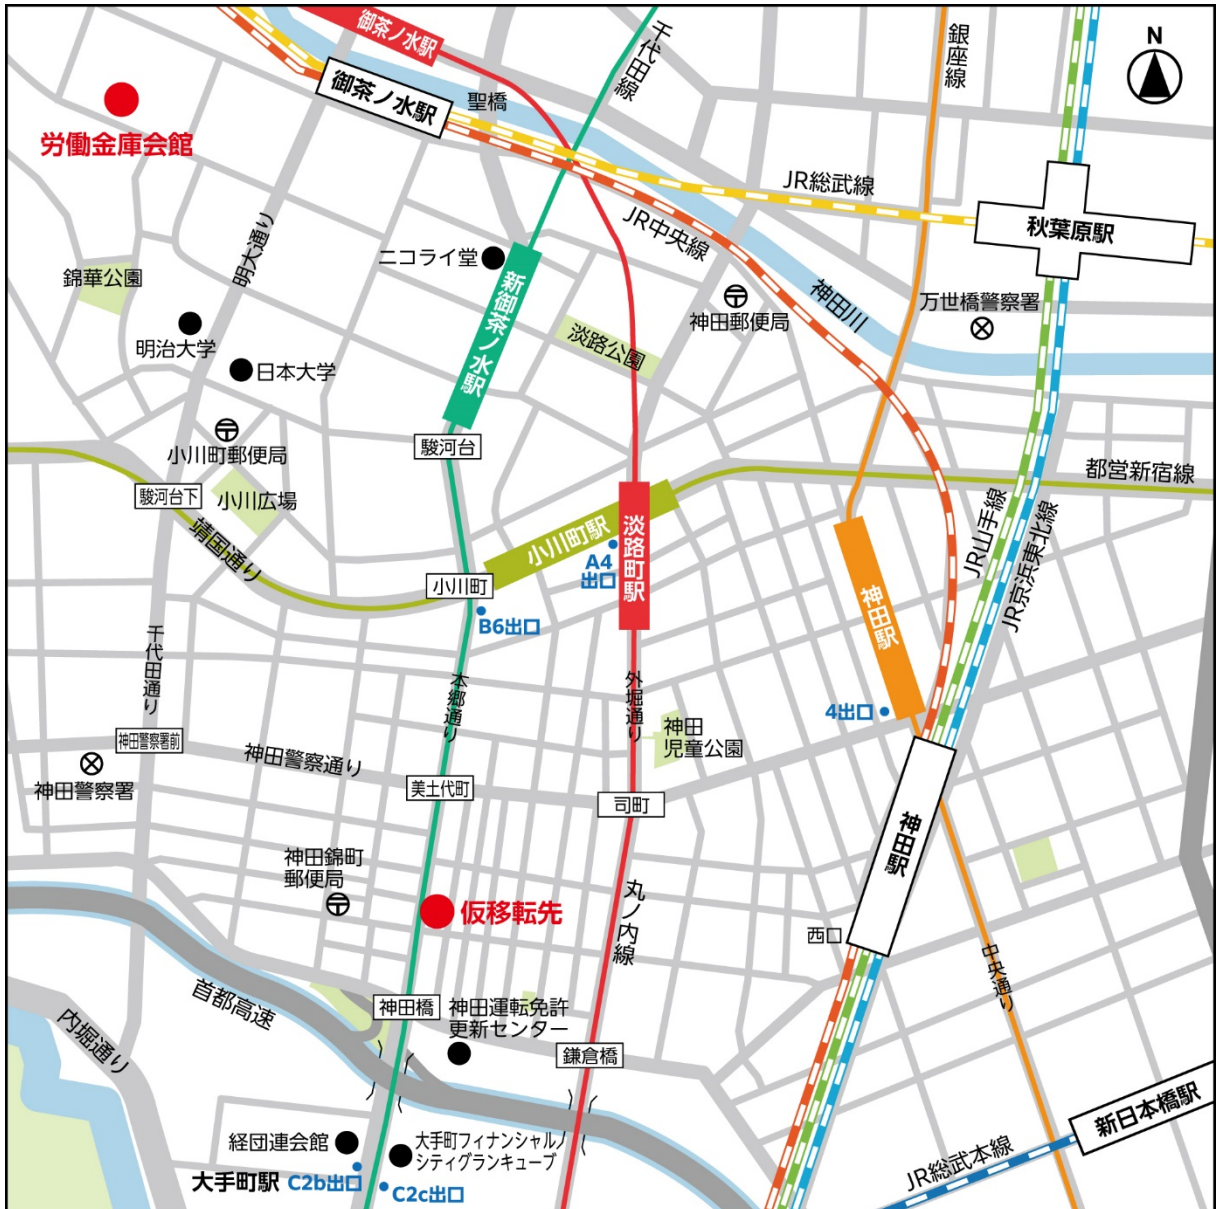 御茶ノ水駅
千代田線
銀座線
N
御茶ノ水駅
聖橋
労働金庫会館
JR総武線
JR中央線
秋葉原駅
明大通り
ニコライ堂
錦華公園
新御茶ノ水駅
神田郵便局
神田川
万世橋警察署
明治大学
淡路公園
日本大学
小川町郵便局
駿河台
都営新宿線
駿河台下
小川広場
靖国通り
小川町駅
淡路町駅
A4
出口
JR山手線
JR京浜東北線
小川町
B6出口
神田駅
千代田通り
本郷通り
外堀通り
4出口
神田
児童公園
神田警察署前
神田警察通り
神田警察署
美土代町
司町
神田駅
神田錦町
郵便局
仮移転先
丸ノ内線
西口
中央通り
首都高速
神田橋
神田運転免許
更新センター
内堀通り
鎌倉橋
新日本橋駅
経団連会館
大手町フィナンシャル
シティグランキューブ
JR総武本線
大手町駅
C2b出口
C2c出口